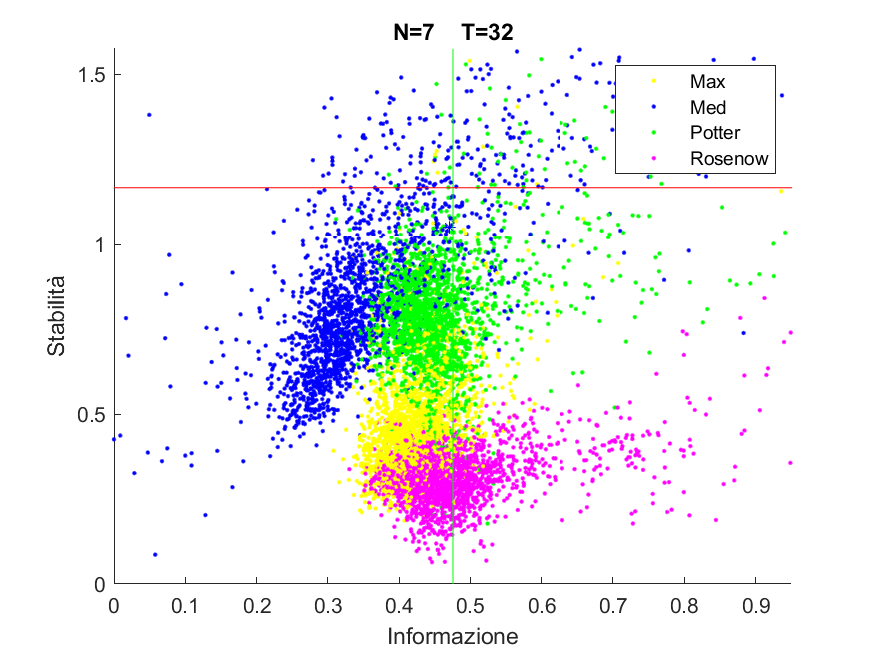 N=7 T=32
Max
Med
Potter
Rosenow
Stabilità
1.5
1
0.5
0
0 0.1 0.2 0.3 0.4 0.5 0.6 0.7 0.8 0.9
Informazione